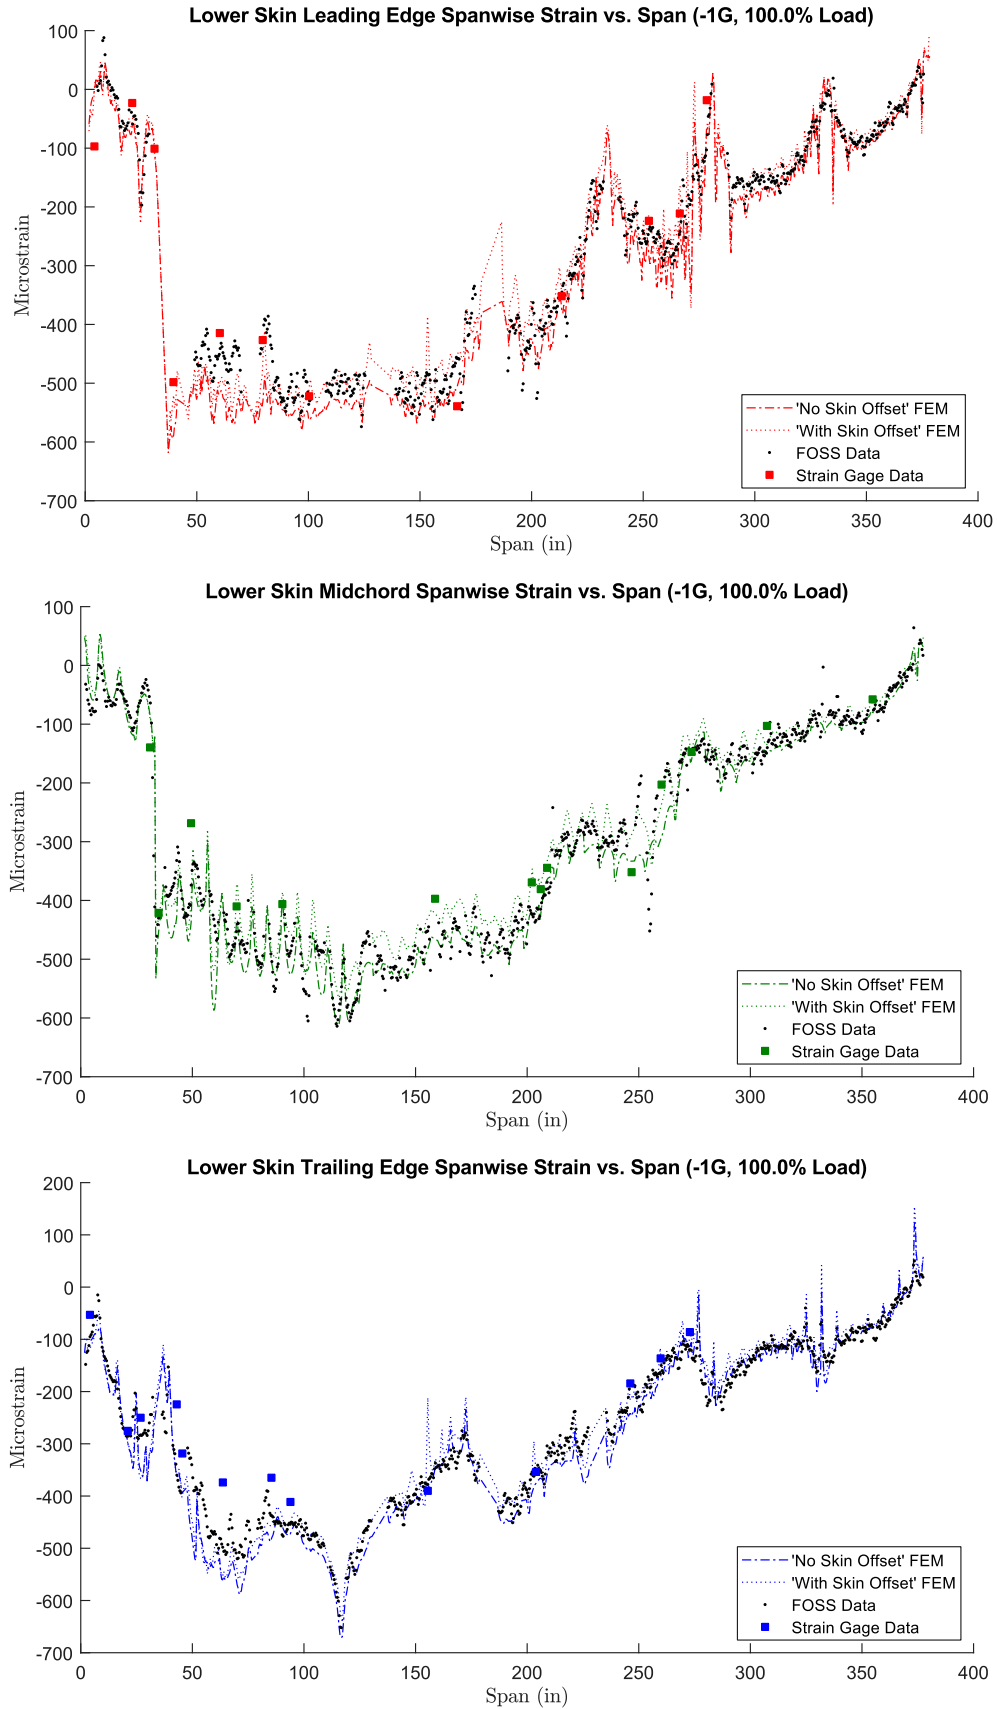 Lower Skin Leading Edge Spanwise Strain vs. Span (-1G, 100.0% Load)
100
0
-100
-200
-300
-400
-500
-600
-700
Microstrain
0 50 100 150 200 250 300 350 400
Span (in)
'No Skin Offset' FEM
'With Skin Offset' FEM
FOSS Data
Strain Gage Data
Lower Skin Midchord Spanwise Strain vs. Span (-1G, 100.0% Load)
100
0
-100
-200
-300
-400
-500
-600
-700
Microstrain
0 50 100 150 200 250 300 350 400
Span (in)
'No Skin Offset' FEM
'With Skin Offset' FEM
FOSS Data
Strain Gage Data
Lower Skin Trailing Edge Spanwise Strain vs. Span (-1G, 100.0% Load)
200
100
0
-100
-200
-300
-400
-500
-600
-700
Microstrain
0 50 100 150 200 250 300 350 400
Span (in)
'No Skin Offset' FEM
'With Skin Offset' FEM
FOSS Data
Strain Gage Data